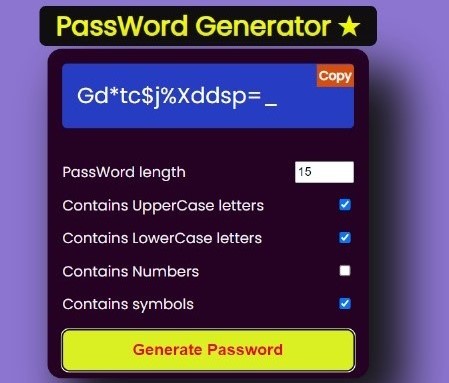 PassWord Generator ★
Copy
Gd*tc$j%Xddsp=_
PassWord length 15
Contains UpperCase letters
Contains LowerCase letters
Contains Numbers
Contains symbols
Generate Password